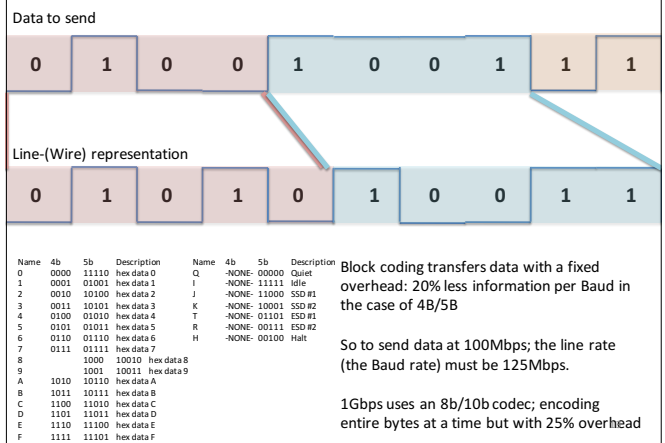 Data to send
0 1 0 0 1 0 0 1 1 1
Line-(Wire) representation
0 1 0 1 0 1 0 0 1 1
Name 4b 5b Description
0 0000 11110 hex data 0
1 0001 01001 hex data 1
2 0010 10100 hex data 2
3 0011 10101 hex data 3
4 0100 01010 hex data 4
5 0101 01011 hex data 5
6 0110 01110 hex data 6
7 0111 01111 hex data 7
8 1000 10010 hex data 8
9 1001 10011 hex data 9
A 1010 10110 hex data A
B 1011 10111 hex data B
C 1100 11010 hex data C
D 1101 11011 hex data D
E 1110 11100 hex data E
F 1111 11101 hex data F
Name 4b 5b Description
Q -NONE- 00000 Quiet
I -NONE- 11111 Idle
J -NONE- 11000 SSD #1
K -NONE- 10001 SSD #2
T -NONE- 01101 ESD #1
R -NONE- 00111 ESD #2
H -NONE- 00100 Halt
Block coding transfers data with a fixed
overhead: 20% less information per Baud in
the case of 4B/5B
So to send data at 100Mbps; the line rate
(the Baud rate) must be 125Mbps.
1Gbps uses an 8b/10b codec; encoding
entire bytes at a time but with 25% overhead